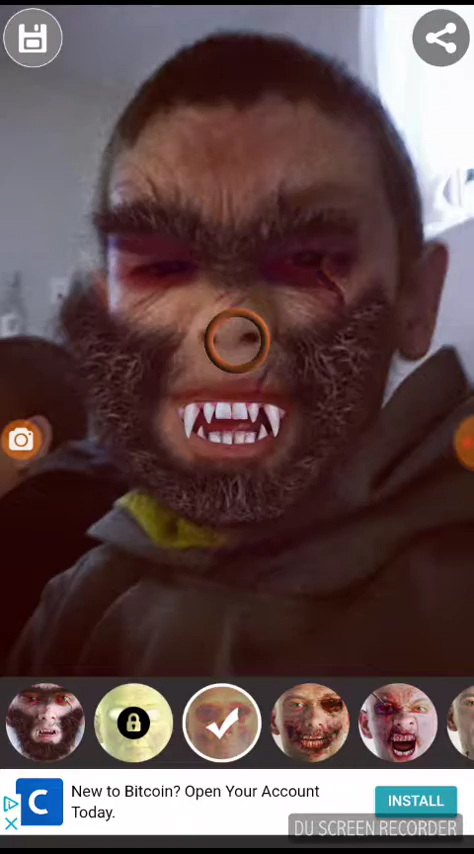 New to Bitcoin? Open Your Account
Today.
INSTALL
DU SCREEN RECORDER